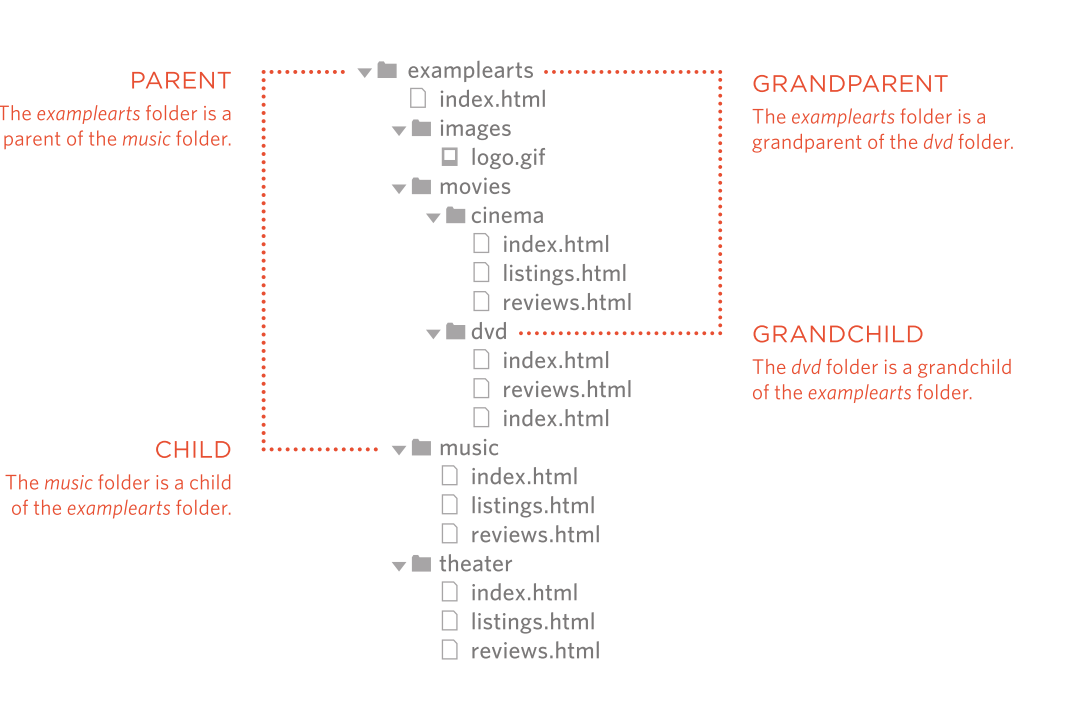 PARENT
The examplearts folder is a
parent of the music folder.
examplearts
index.html
images
logo.gif
movies
cinema
index.html
listings.html
reviews.html
dvd
index.html
reviews.html
index.html
music
index.html
listings.html
reviews.html
theater
index.html
listings.html
reviews.html
GRANDPARENT
The examplearts folder is a
grandparent of the dvd folder.
GRANDCHILD
The dvd folder is a grandchild
of the examplearts folder.
CHILD
The music folder is a child
of the examplearts folder.